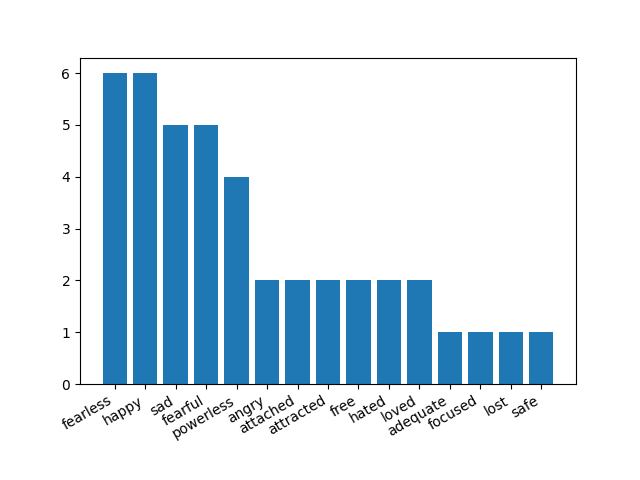 6
5
4
3
2
1
0
fearless
happy
sad
fearful
powerless
angry
attached
attracted
free
hated
loved
adequate
focused
lost
safe